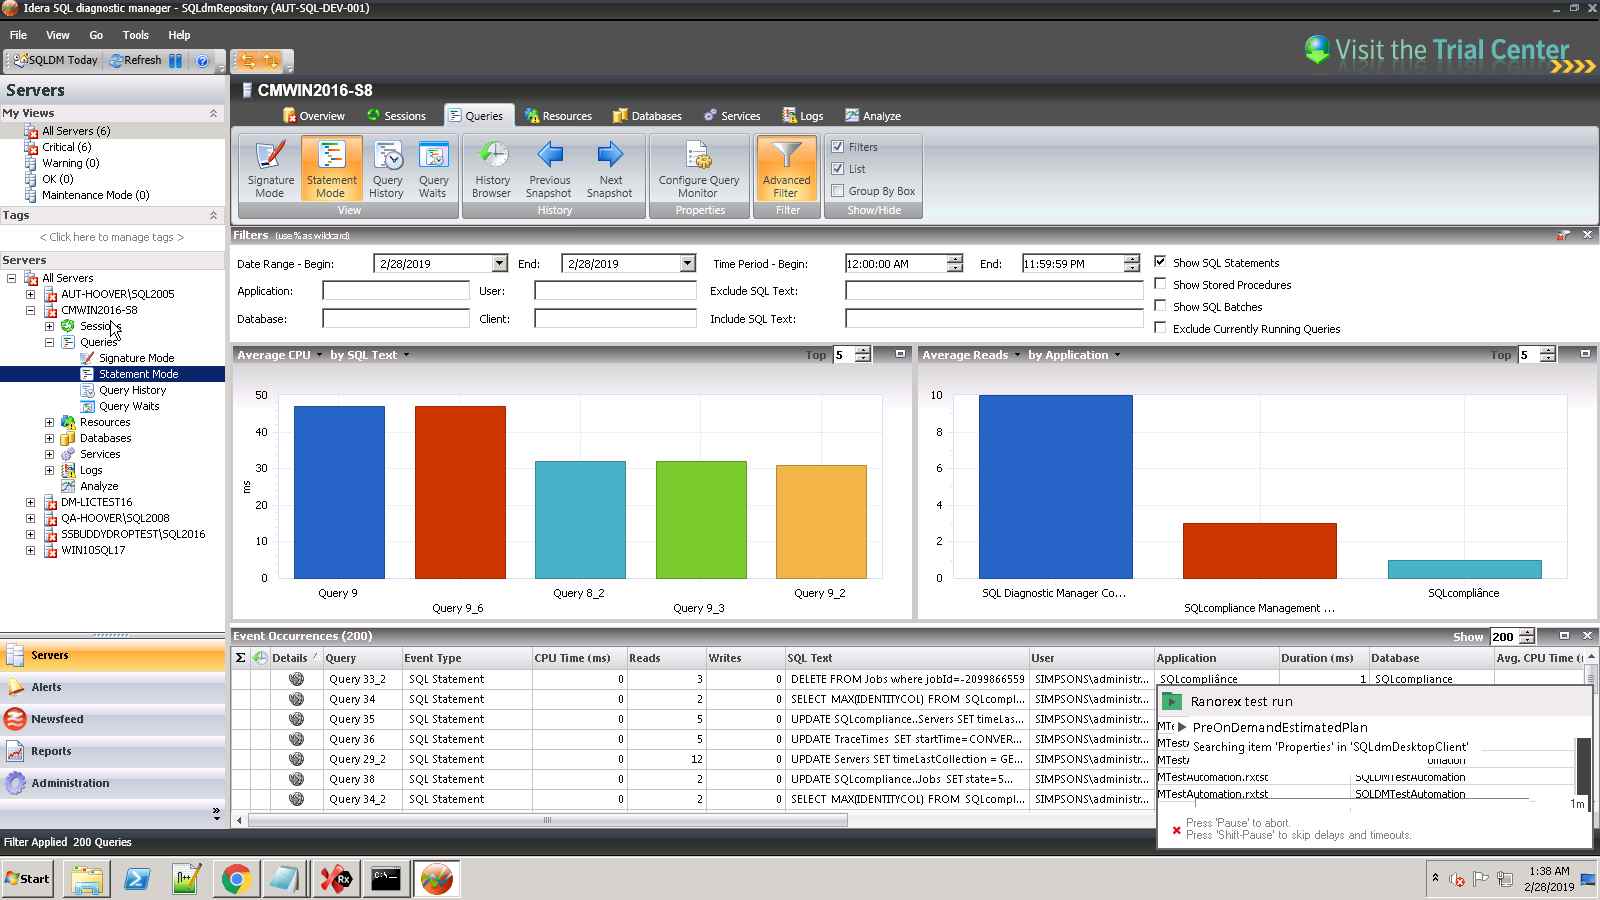 Idera SQL diagnostic manager - SQLdmRepository (AUT-SQL-DEV-001)
File View Go Tools Help
SQLDM Today Refresh
Visit the Trial Center
Servers
CMWIN2016-S8
My Views
All Servers (6)
Critical (6)
Warning (0)
OK (0)
Maintenance Mode (0)
Tags
< Click here to manage tags >
Servers
All Servers
AUT-HOOVER\SQL2005
CMWIN2016-S8
Sessions
Queries
Signature Mode
Statement Mode
Query History
Query Waits
Resources
Databases
Services
Logs
Analyze
DM-LICTEST16
QA-HOOVER\SQL2008
SSBUDDYDROPTEST\SQL2016
WIN10SQL17
Servers
Alerts
Newsfeed
Reports
Administration
Overview Sessions Queries Resources Databases Services Logs Analyze
Signature Mode
Statement Mode
Query History
Query Waits
View
History Browser
Previous Snapshot
Next Snapshot
History
Configure Query Monitor
Properties
Advanced Filter
Filter
Filters
List
Group By Box
Show/Hide
Filters (use % as wildcard)
Date Range - Begin: 2/28/2019 End: 2/28/2019 Time Period - Begin: 12:00:00 AM End: 11:59:59 PM
Application: User: Exclude SQL Text:
Database: Client: Include SQL Text:
Show SQL Statements
Show Stored Procedures
Show SQL Batches
Exclude Currently Running Queries
Average CPU by SQL Text Top 5
50
40
30
20
10
0
ms
Query 9 Query 9_6 Query 8_2 Query 9_3 Query 9_2
Average Reads by Application Top 5
10
8
6
4
2
0
SQL Diagnostic Manager Co... SQLcompliance Management ... SQLcompliânce
Event Occurrences (200) Show 200
Σ Details Query Event Type CPU Time (ms) Reads Writes SQL Text User Application Duration (ms) Database Avg. CPU Time (
Query 33_2 SQL Statement 0 3 0 DELETE FROM Jobs where jobId=-2099866559 SIMPSONS\administr... SQLcompliânce 1 SQLcompliance
Query 34 SQL Statement 0 2 0 SELECT MAX(IDENTITYCOL) FROM SQLcompl... SIMPSONS\administr...
Query 35 SQL Statement 0 5 0 UPDATE SQLcompliance..Servers SET timeLas... SIMPSONS\administr...
Query 36 SQL Statement 0 5 0 UPDATE TraceTimes SET startTime=CONVER... SIMPSONS\administr...
Query 29_2 SQL Statement 0 12 0 UPDATE Servers SET timeLastCollection = GE... SIMPSONS\administr...
Query 38 SQL Statement 0 2 0 UPDATE SQLcompliance..Jobs SET state=5... SIMPSONS\administr...
Query 34_2 SQL Statement 0 2 0 SELECT MAX(IDENTITYCOL) FROM SQLcompl... SIMPSONS\administr...
Ranorex test run
PreOnDemandEstimatedPlan
Searching item 'Properties' in 'SQLdmDesktopClient'
MTestAutomation.rxtst SQLDMTestAutomation
MTestAutomation.rxtst SQLDMTestAutomation
1m
Press 'Pause' to abort.
Press 'Shift-Pause' to skip delays and timeouts.
Filter Applied 200 Queries
Start
Rx
C:\.
1:38 AM
2/28/2019